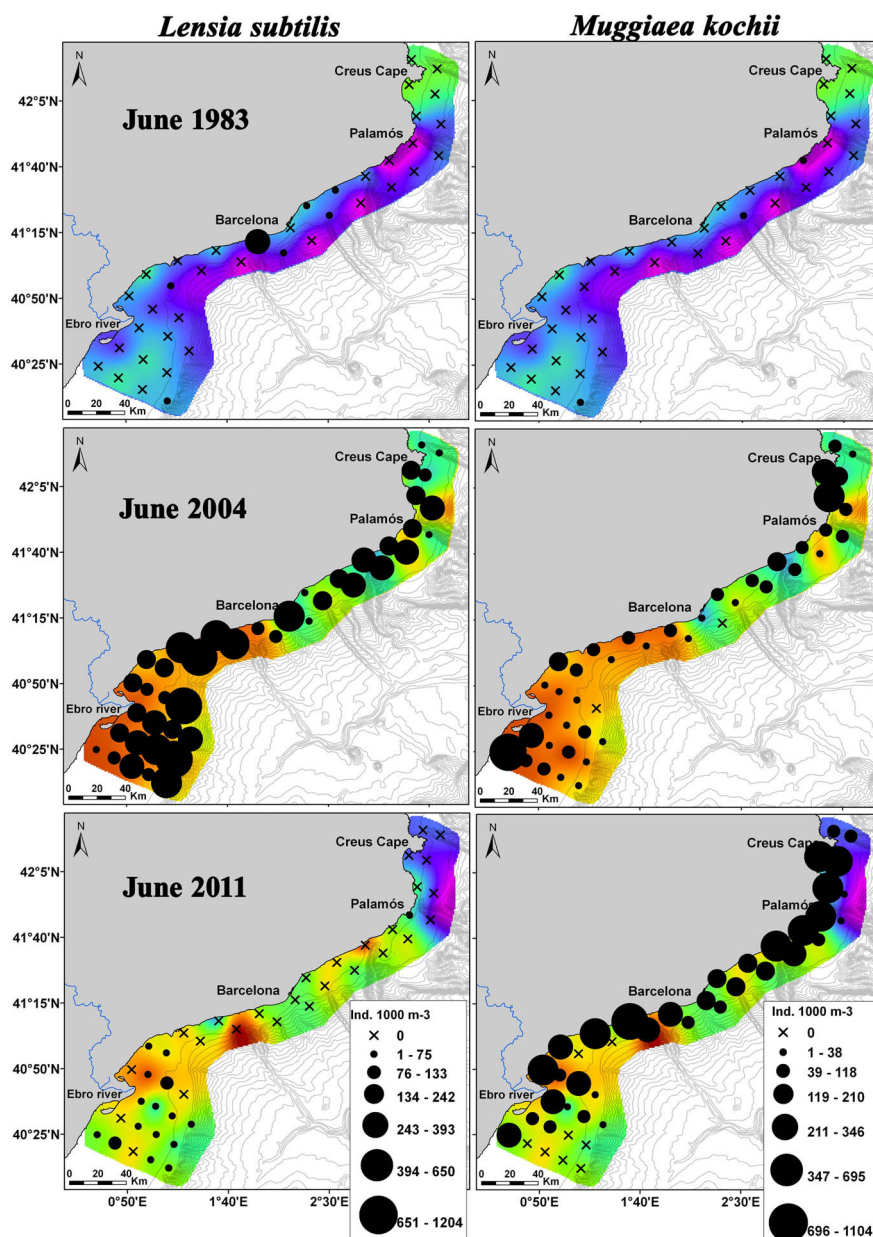 Lensia subtilis
Muggiaea kochii
N
Creus Cape
42°5'N
June 1983
Palamós
41°40'N
Barcelona
41°15'N
40°50'N
Ebro river
40°25'N
0 20 40
Km
N
Creus Cape
Palamós
Barcelona
Ebro river
0 20 40
Km
N
Creus Cape
42°5'N
June 2004
Palamós
41°40'N
Barcelona
41°15'N
40°50'N
Ebro river
40°25'N
0 20 40
Km
N
Creus Cape
Palamós
Barcelona
Ebro river
0 20 40
Km
N
Creus Cape
42°5'N
June 2011
Palamós
41°40'N
Barcelona
41°15'N
40°50'N
Ebro river
40°25'N
0 20 40
Km
0°50'E
1°40'E
2°30'E
Ind. 1000 m-3
0
1 - 75
76 - 133
134 - 242
243 - 393
394 - 650
651 - 1204
N
Creus Cape
Palamós
Barcelona
Ebro river
0 20 40
Km
0°50'E
1°40'E
2°30'E
Ind. 1000 m-3
0
1 - 38
39 - 118
119 - 210
211 - 346
347 - 695
696 - 1104